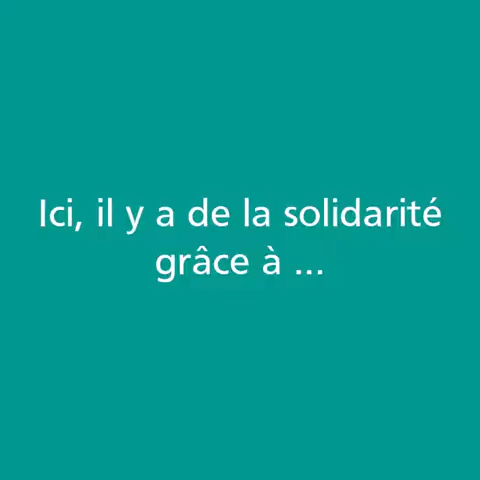 Ici, il y a de la solidarité
grâce à ...